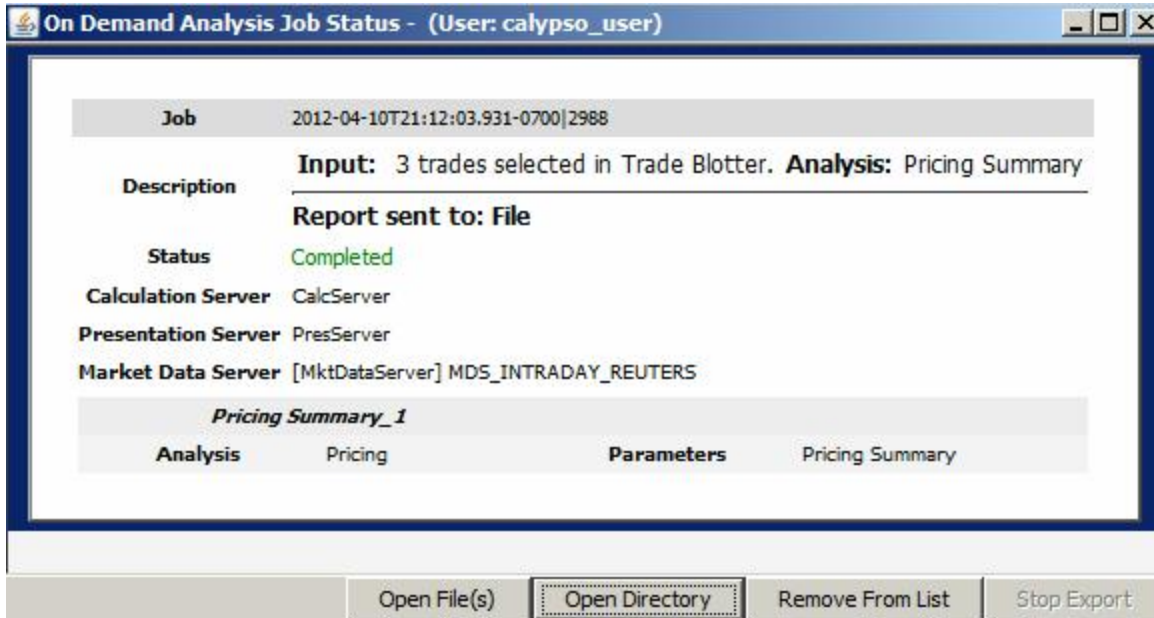 On Demand Analysis Job Status - (User: calypso_user)
Job 2012-04-10T21:12:03.931-0700|2988
Description Input: 3 trades selected in Trade Blotter. Analysis: Pricing Summary
Report sent to: File
Status Completed
Calculation Server CalcServer
Presentation Server PresServer
Market Data Server [MktDataServer] MDS_INTRADAY_REUTERS
Pricing Summary_1
Analysis Pricing Parameters Pricing Summary
Open File(s) Open Directory Remove From List Stop Export